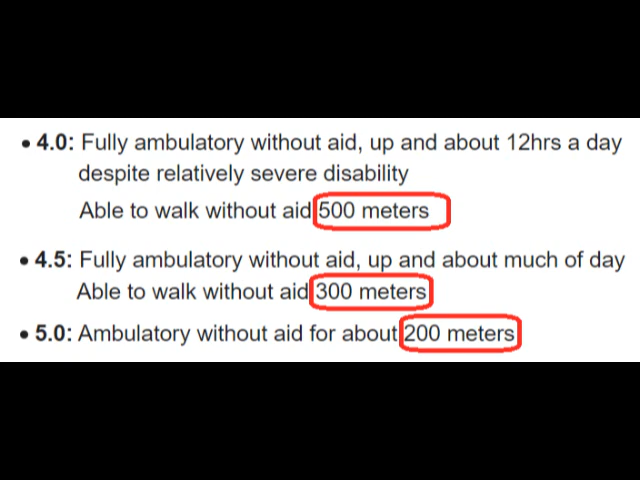 • 4.0: Fully ambulatory without aid, up and about 12hrs a day
despite relatively severe disability
Able to walk without aid 500 meters
• 4.5: Fully ambulatory without aid, up and about much of day
Able to walk without aid 300 meters
• 5.0: Ambulatory without aid for about 200 meters